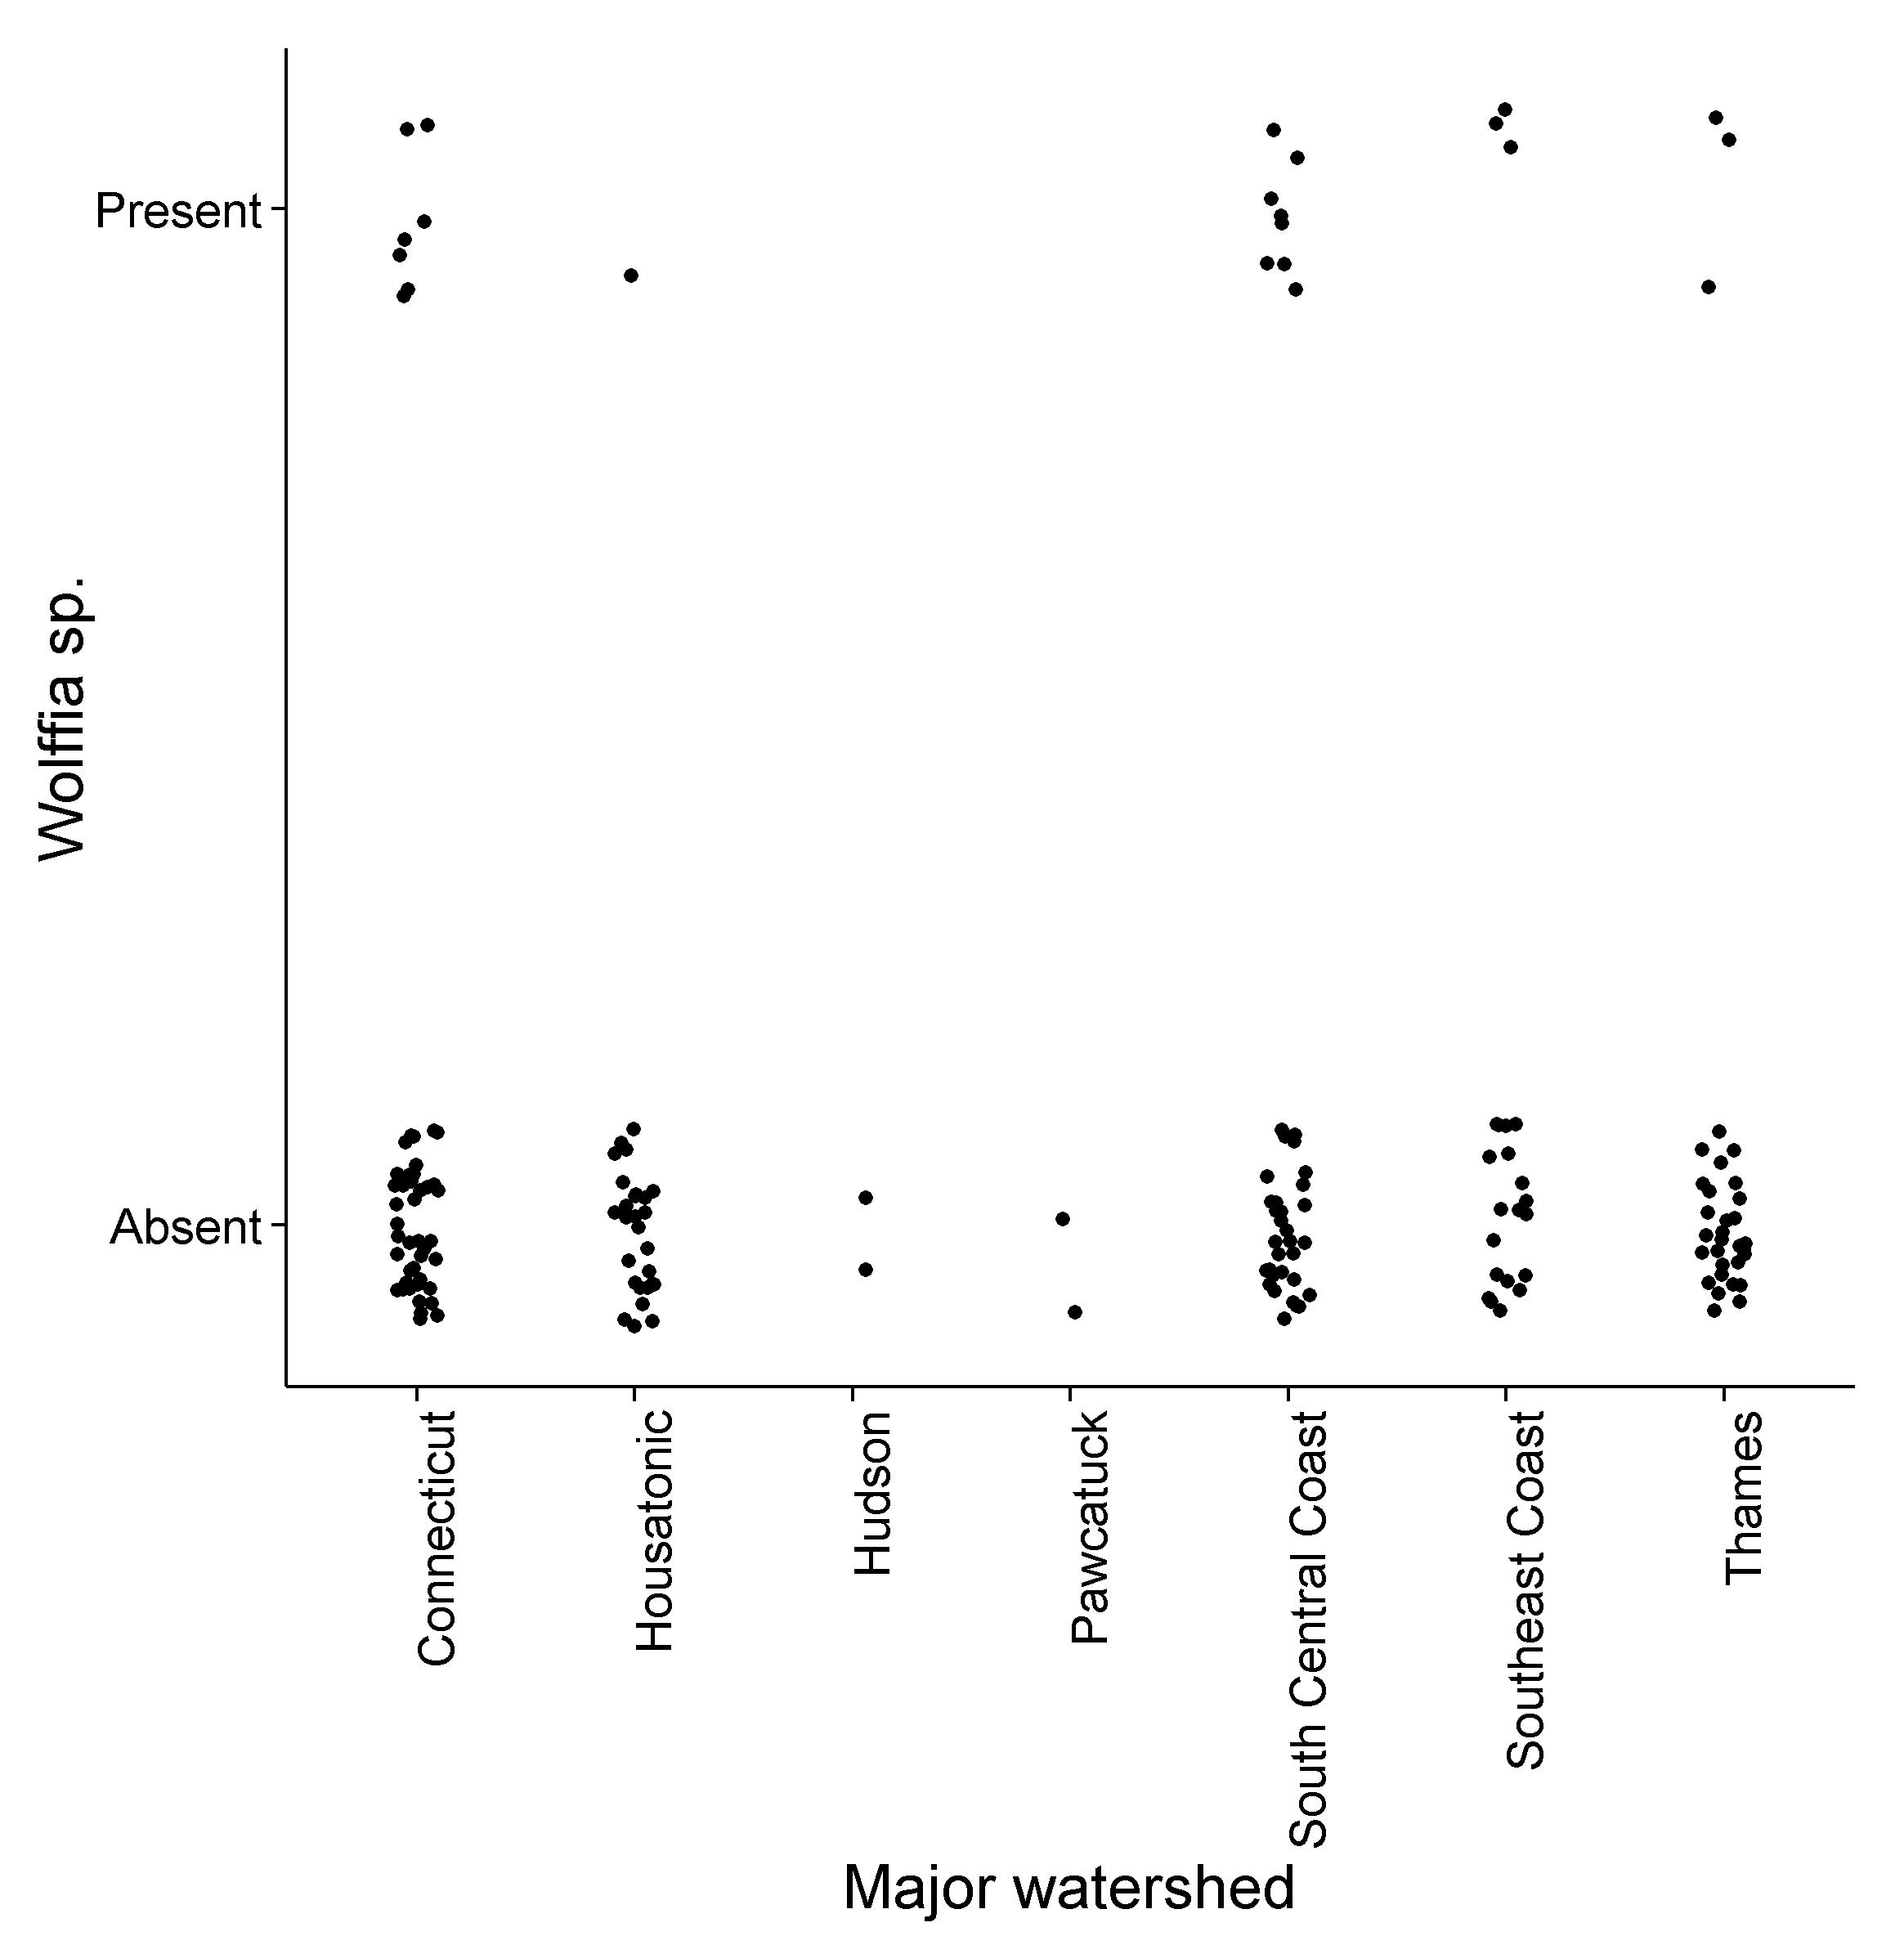 Present
Absent
Wolffia sp.
Connecticut
Housatonic
Hudson
Pawcatuck
South Central Coast
Southeast Coast
Thames
Major watershed